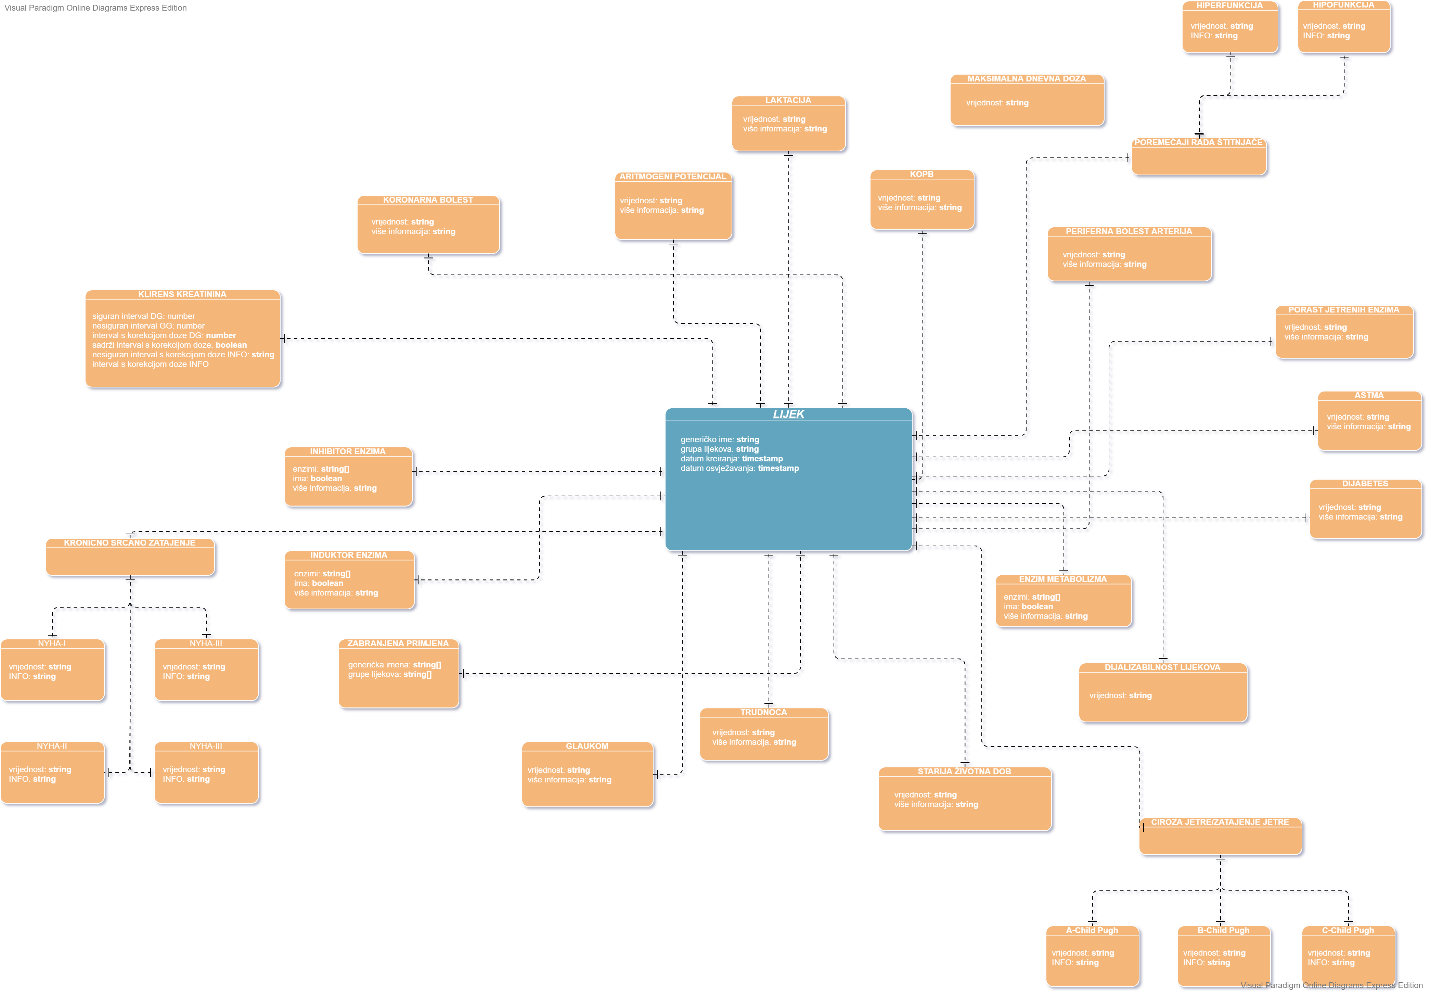 Visual Paradigm Online Diagrams Express Edition
HIPERFUNKCIJA
vrijednost: string
INFO: string
HIPOFUNKCIJA
vrijednost: string
INFO: string
MAKSIMALNA DNEVNA DOZA
vrijednost: string
LAKTACIJA
vrijednost: string
više informacija: string
POREMEĆAJI RADA ŠTITNJAČE
ARITMOGENI POTENCIJAL
vrijednost: string
više informacija: string
KOPB
vrijednost: string
više informacija: string
KORONARNA BOLEST
vrijednost: string
više informacija: string
PERIFERNA BOLEST ARTERIJA
vrijednost: string
više informacija: string
KLIRENS KREATININA
siguran interval DG: number
nesiguran interval GG: number
interval s korekcijom doze DG: number
sadrži interval s korekcijom doze: boolean
nesiguran interval s korekcijom doze INFO: string
interval s korekcijom doze INFO
PORAST JETRENIH ENZIMA
vrijednost: string
više informacija: string
ASTMA
vrijednost: string
više informacija: string
LIJEK
generičko ime: string
grupa lijekova: string
datum kreiranja: timestamp
datum osvježavanja: timestamp
INHIBITOR ENZIMA
enzimi: string[]
ima: boolean
više informacija: string
DIJABETES
vrijednost: string
više informacija: string
KRONIČNO SRČANO ZATAJENJE
INDUKTOR ENZIMA
enzimi: string[]
ima: boolean
više informacija: string
ENZIM METABOLIZMA
enzimi: string[]
ima: boolean
više informacija: string
NYHA-I
vrijednost: string
INFO: string
NYHA-III
vrijednost: string
INFO: string
ZABRANJENA PRIMJENA
generička imena: string[]
grupe lijekova: string[]
DIJALIZABILNOST LIJEKOVA
vrijednost: string
TRUDNOĆA
vrijednost: string
više informacija: string
NYHA-II
vrijednost: string
INFO: string
NYHA-III
vrijednost: string
INFO: string
GLAUKOM
vrijednost: string
više informacija: string
STARIJA ŽIVOTNA DOB
vrijednost: string
više informacija: string
CIROZA JETRE/ZATAJENJE JETRE
A-Child Pugh
vrijednost: string
INFO: string
B-Child Pugh
vrijednost: string
INFO: string
C-Child Pugh
vrijednost: string
INFO: string
Visual Paradigm Online Diagrams Express Edition